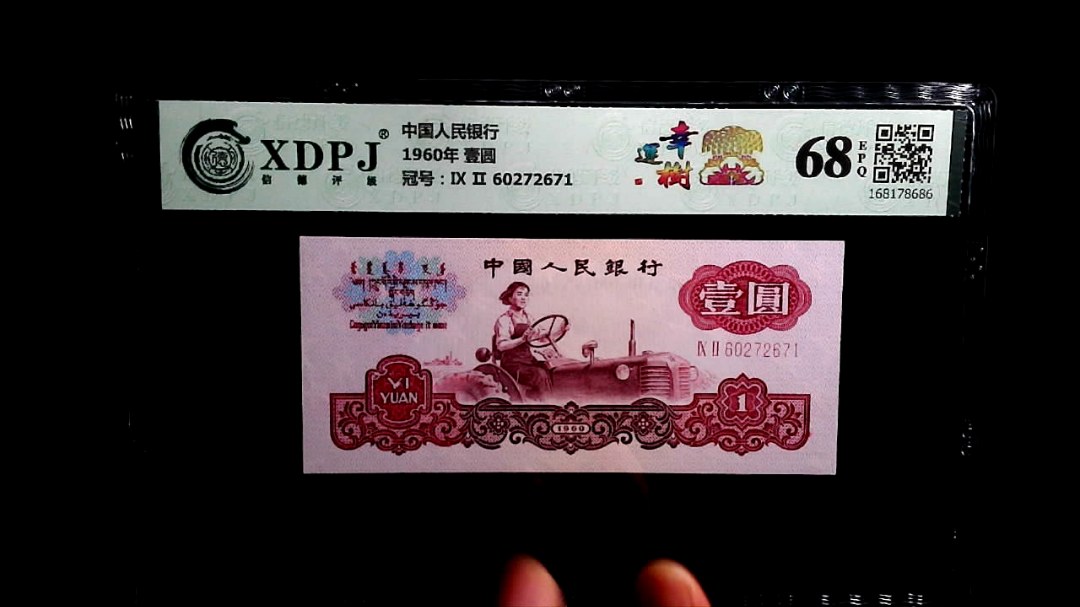 XDPJ®
信德评级
中国人民银行
1960年 壹圆
冠号：Ⅸ Ⅱ 60272671
幸
运
樹
68
EPQ
168178686
中國人民銀行
壹圓
Ⅸ Ⅱ 60272671
YI
YUAN
1960
1